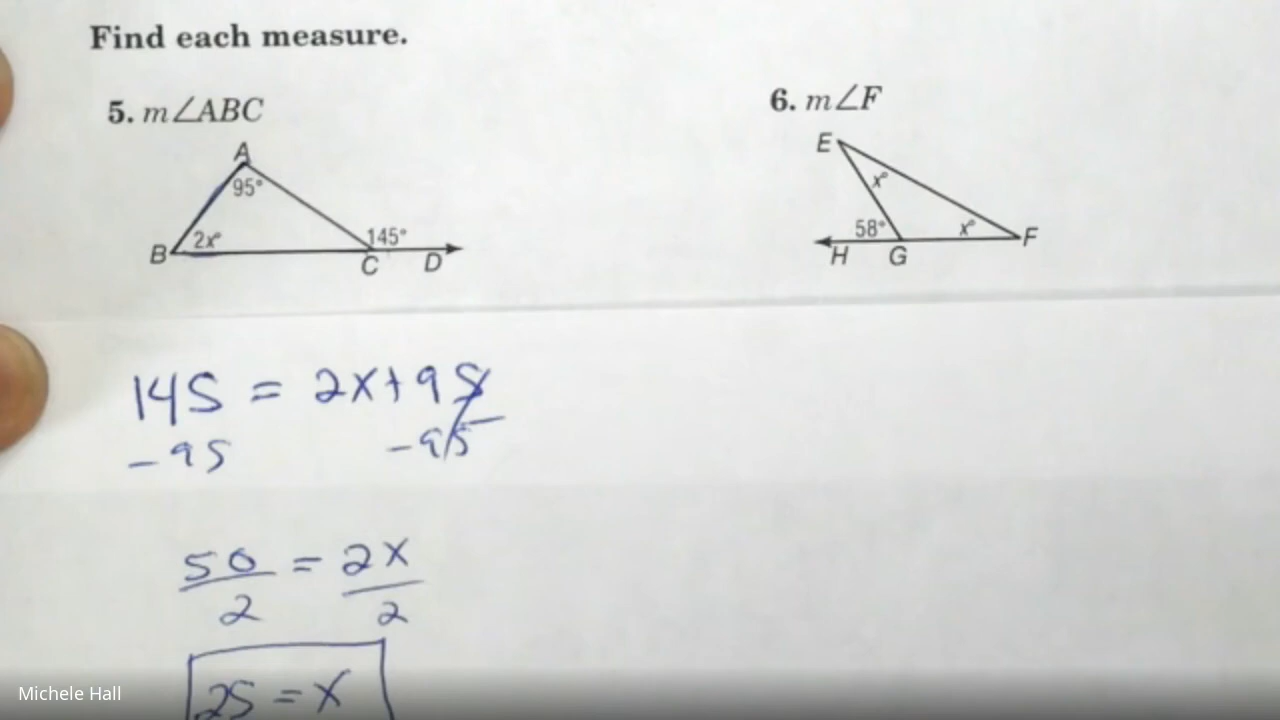 Find each measure.
5. m∠ABC
6. m∠F
A
95°
B
2x°
145°
C
D
E
x°
58°
x°
F
H
G
145 = 2x+95
-95 -95
50 = 2x
2 2
25 = x
Michele Hall